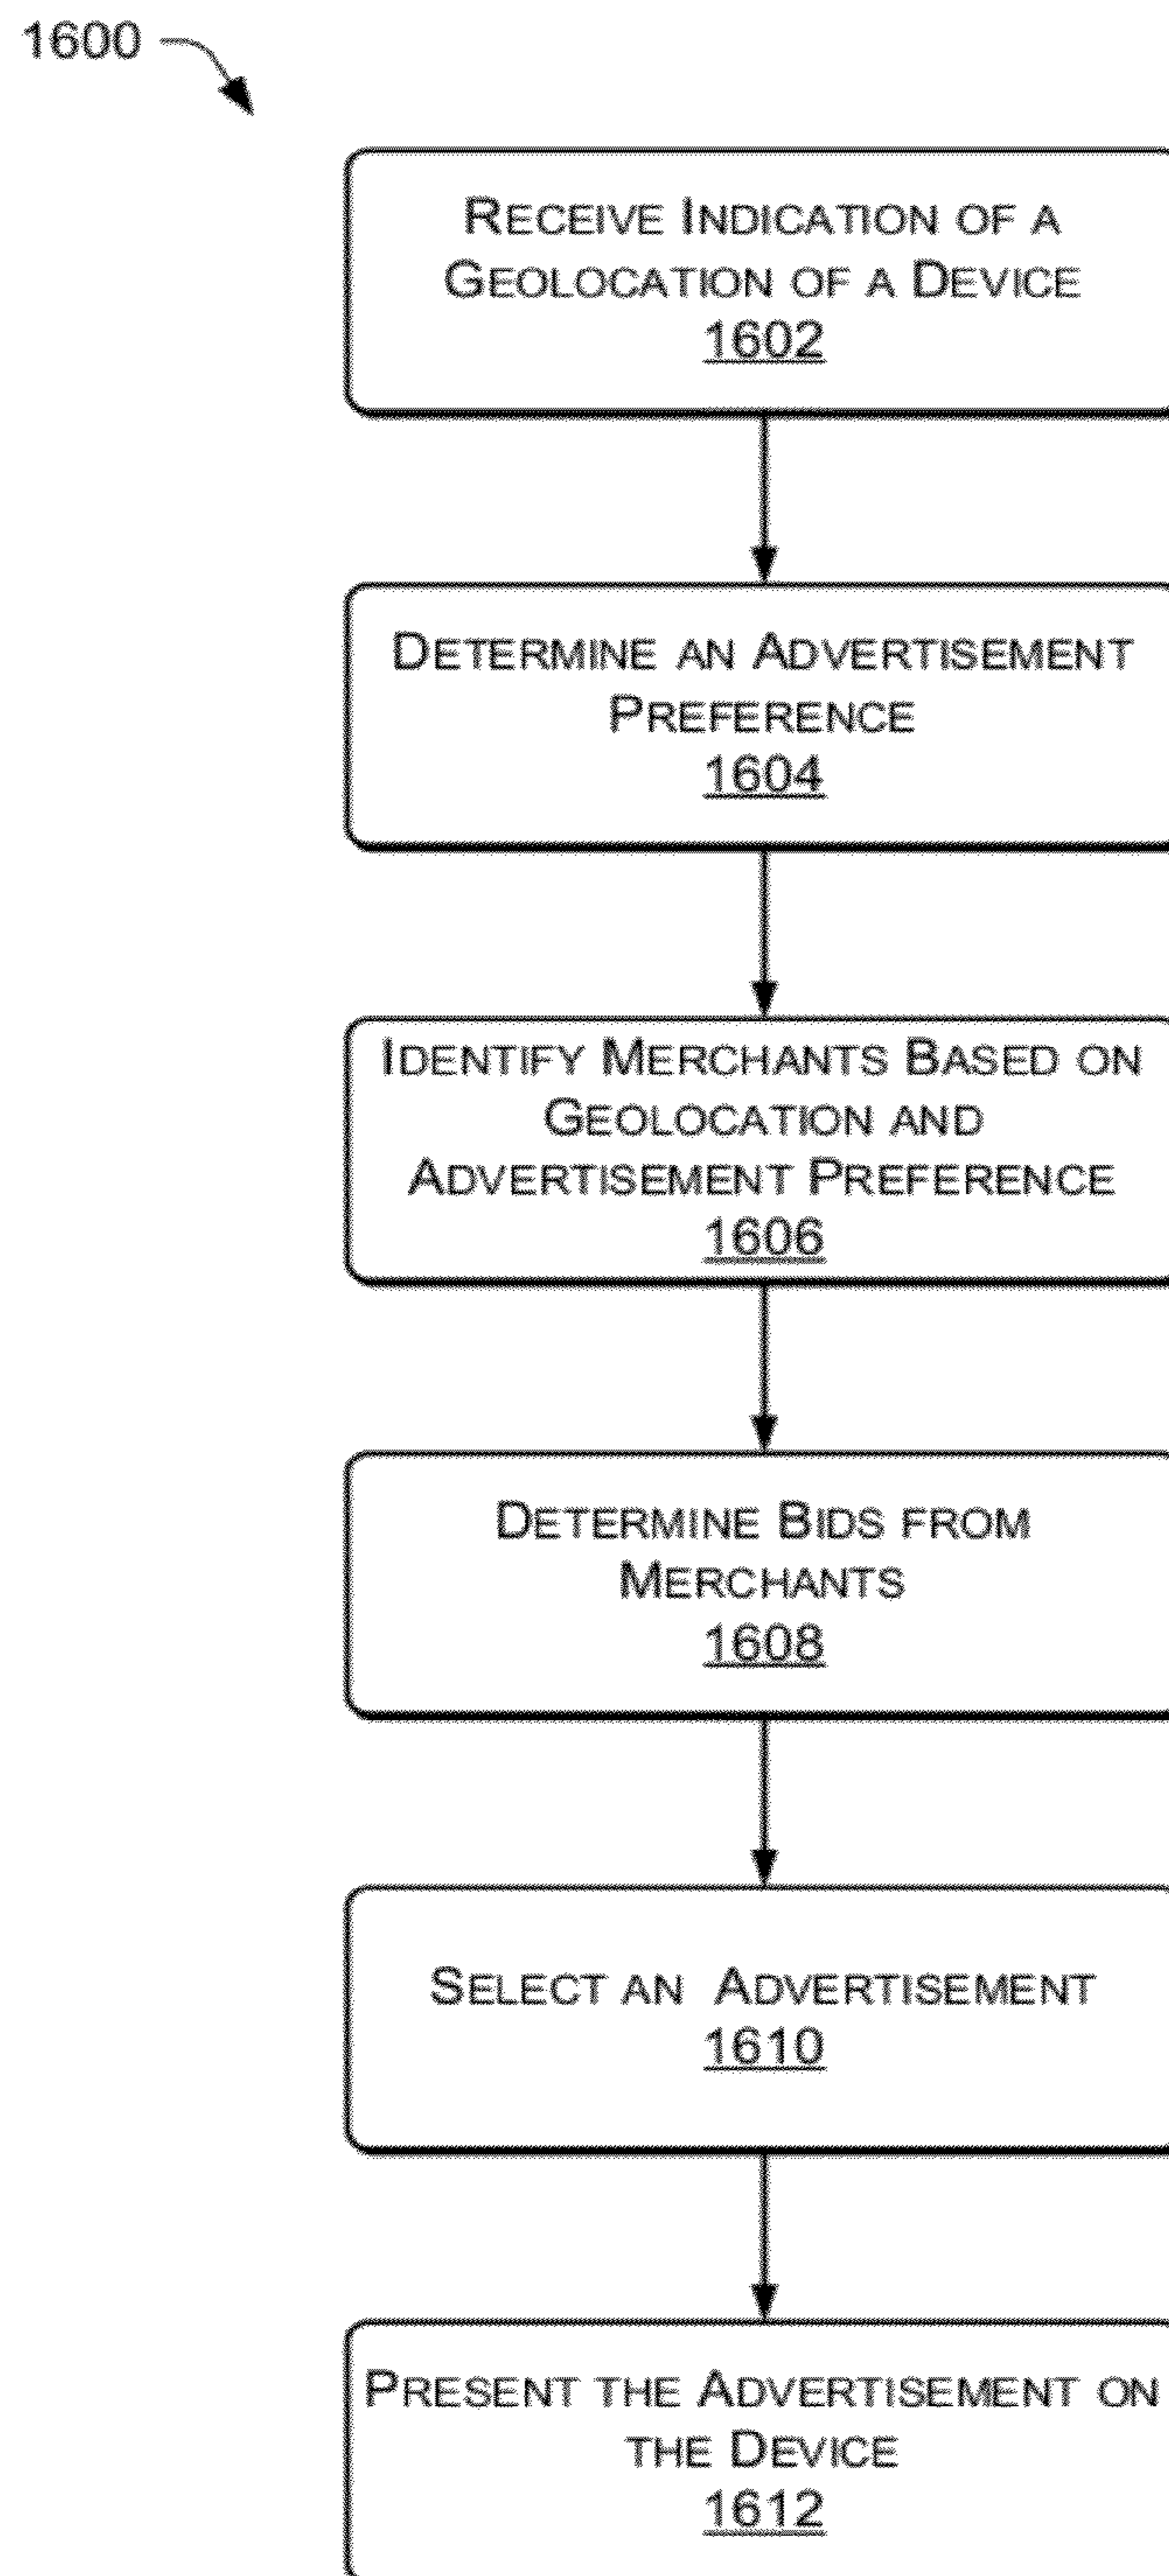 1600
RECEIVE INDICATION OF A
GEOLOCATION OF A DEVICE
1602
DETERMINE AN ADVERTISEMENT
PREFERENCE
1604
IDENTIFY MERCHANTS BASED ON
GEOLOCATION AND
ADVERTISEMENT PREFERENCE
1606
DETERMINE BIDS FROM
MERCHANTS
1608
SELECT AN ADVERTISEMENT
1610
PRESENT THE ADVERTISEMENT ON
THE DEVICE
1612